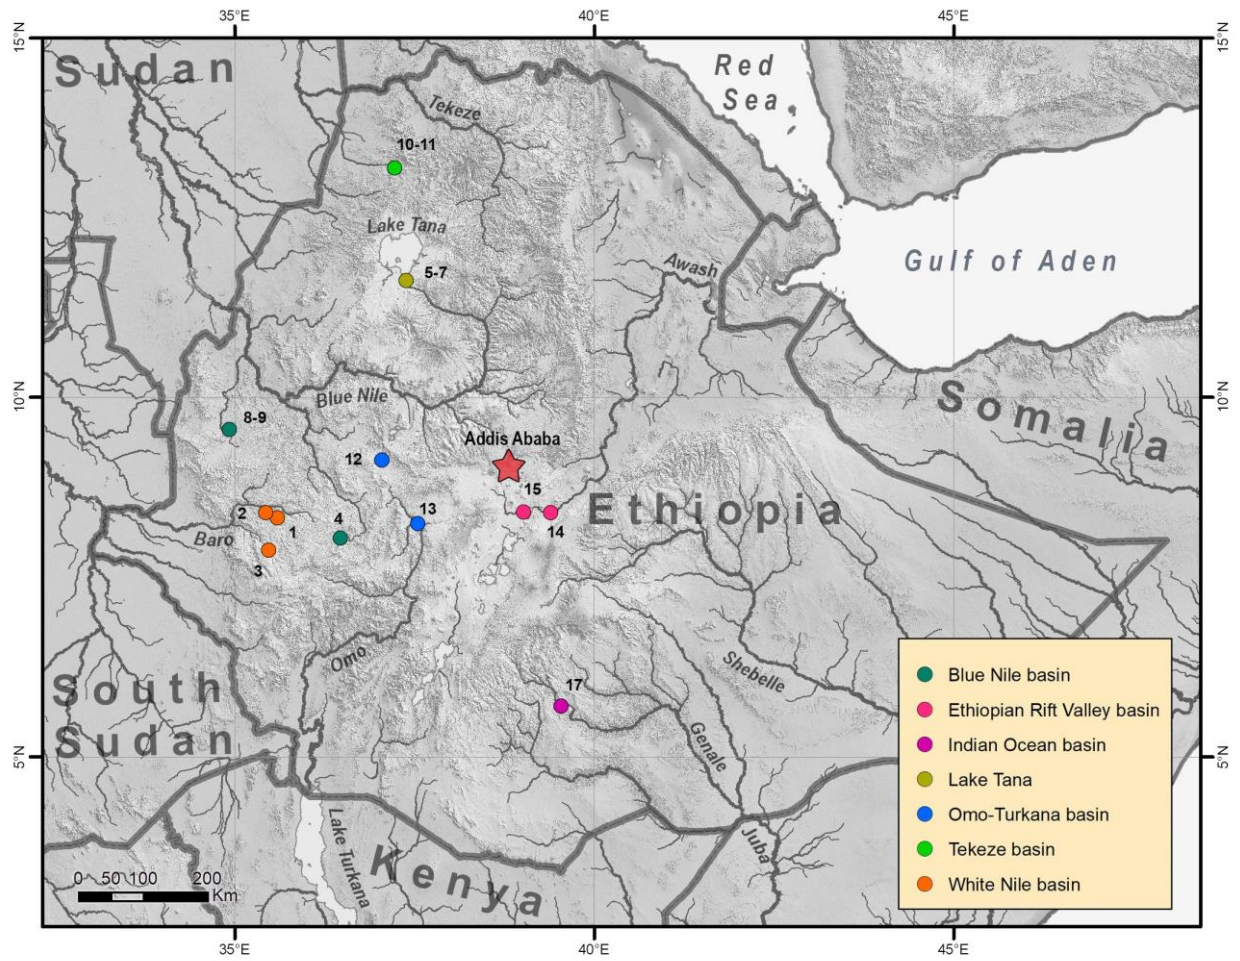 35°E 40°E 45°E
15°N 15°N
Sudan
Red
Sea
Tekeze
10-11
Lake Tana
5-7
Awash
Gulf of Aden
10°N 10°N
Blue Nile
8-9
Somalia
Addis Ababa
12
15
Ethiopia
2 4 13
1 14
Baro
3
Omo
Shebelle
South
Sudan
17
Genale
5°N 5°N
Lake Turkana
Juba
Kenya
0 50 100 200
Km
Blue Nile basin
Ethiopian Rift Valley basin
Indian Ocean basin
Lake Tana
Omo-Turkana basin
Tekeze basin
White Nile basin
35°E 40°E 45°E